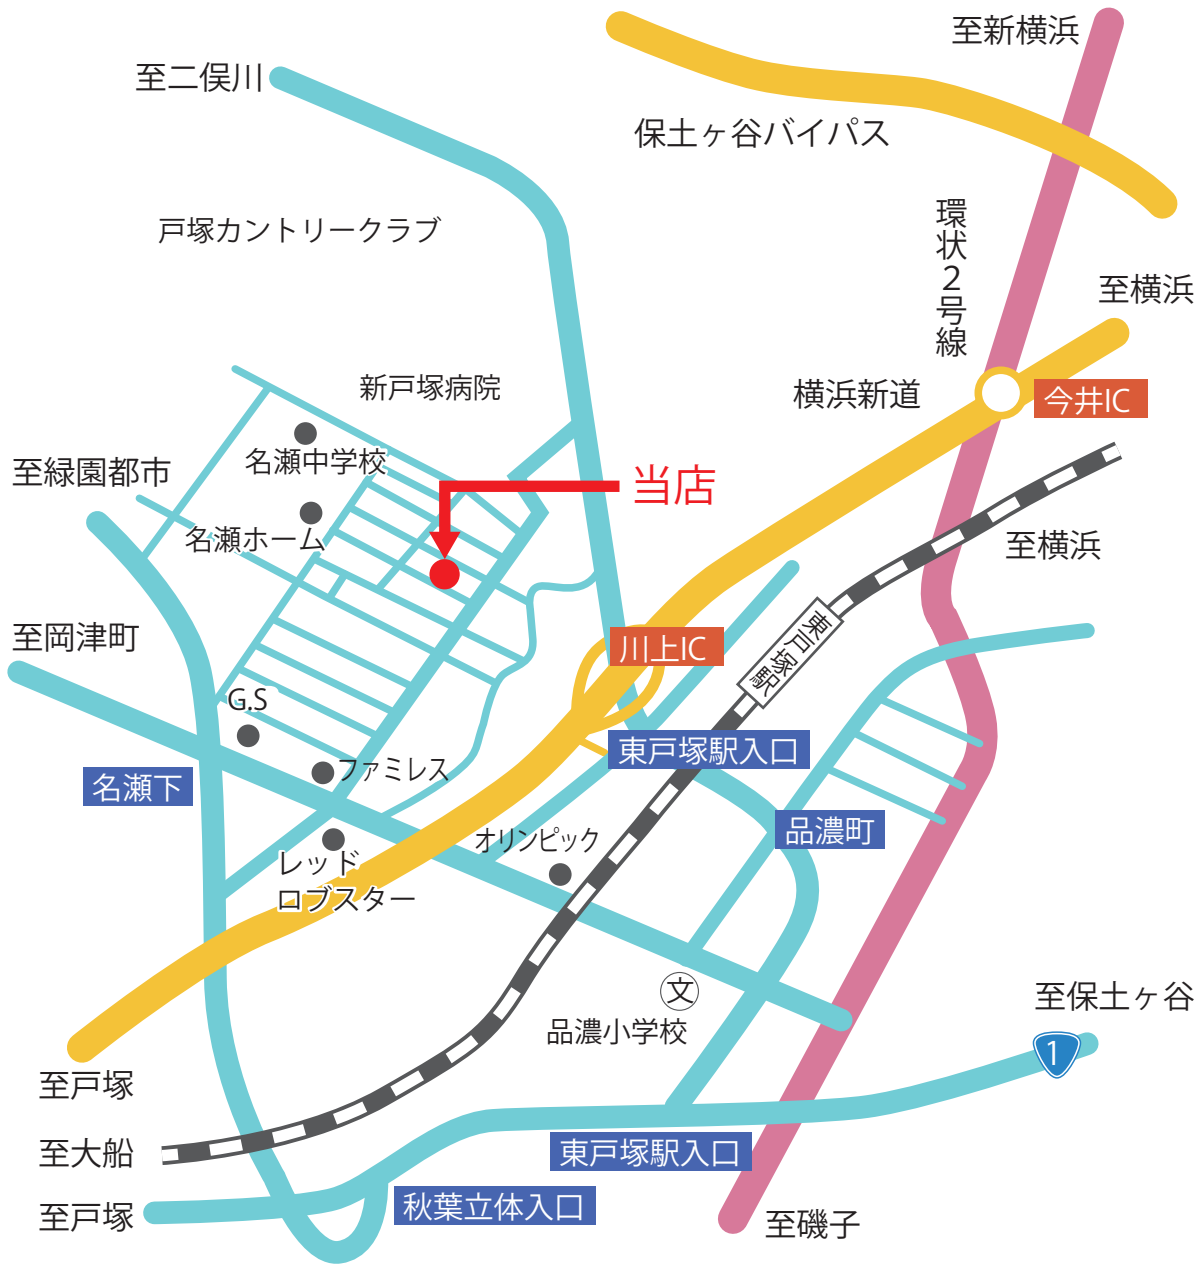 至新横浜
至二俣川
保土ヶ谷バイパス
戸塚カントリークラブ
環状2号線
至横浜
新戸塚病院
横浜新道
今井IC
名瀬中学校
至緑園都市
当店
名瀬ホーム
至横浜
至岡津町
川上IC
東戸塚駅
G.S
東戸塚駅入口
ファミレス
名瀬下
品濃町
オリンピック
レッド
ロブスター
文
品濃小学校
至保土ヶ谷
1
至戸塚
至大船
東戸塚駅入口
秋葉立体入口
至戸塚
至磯子